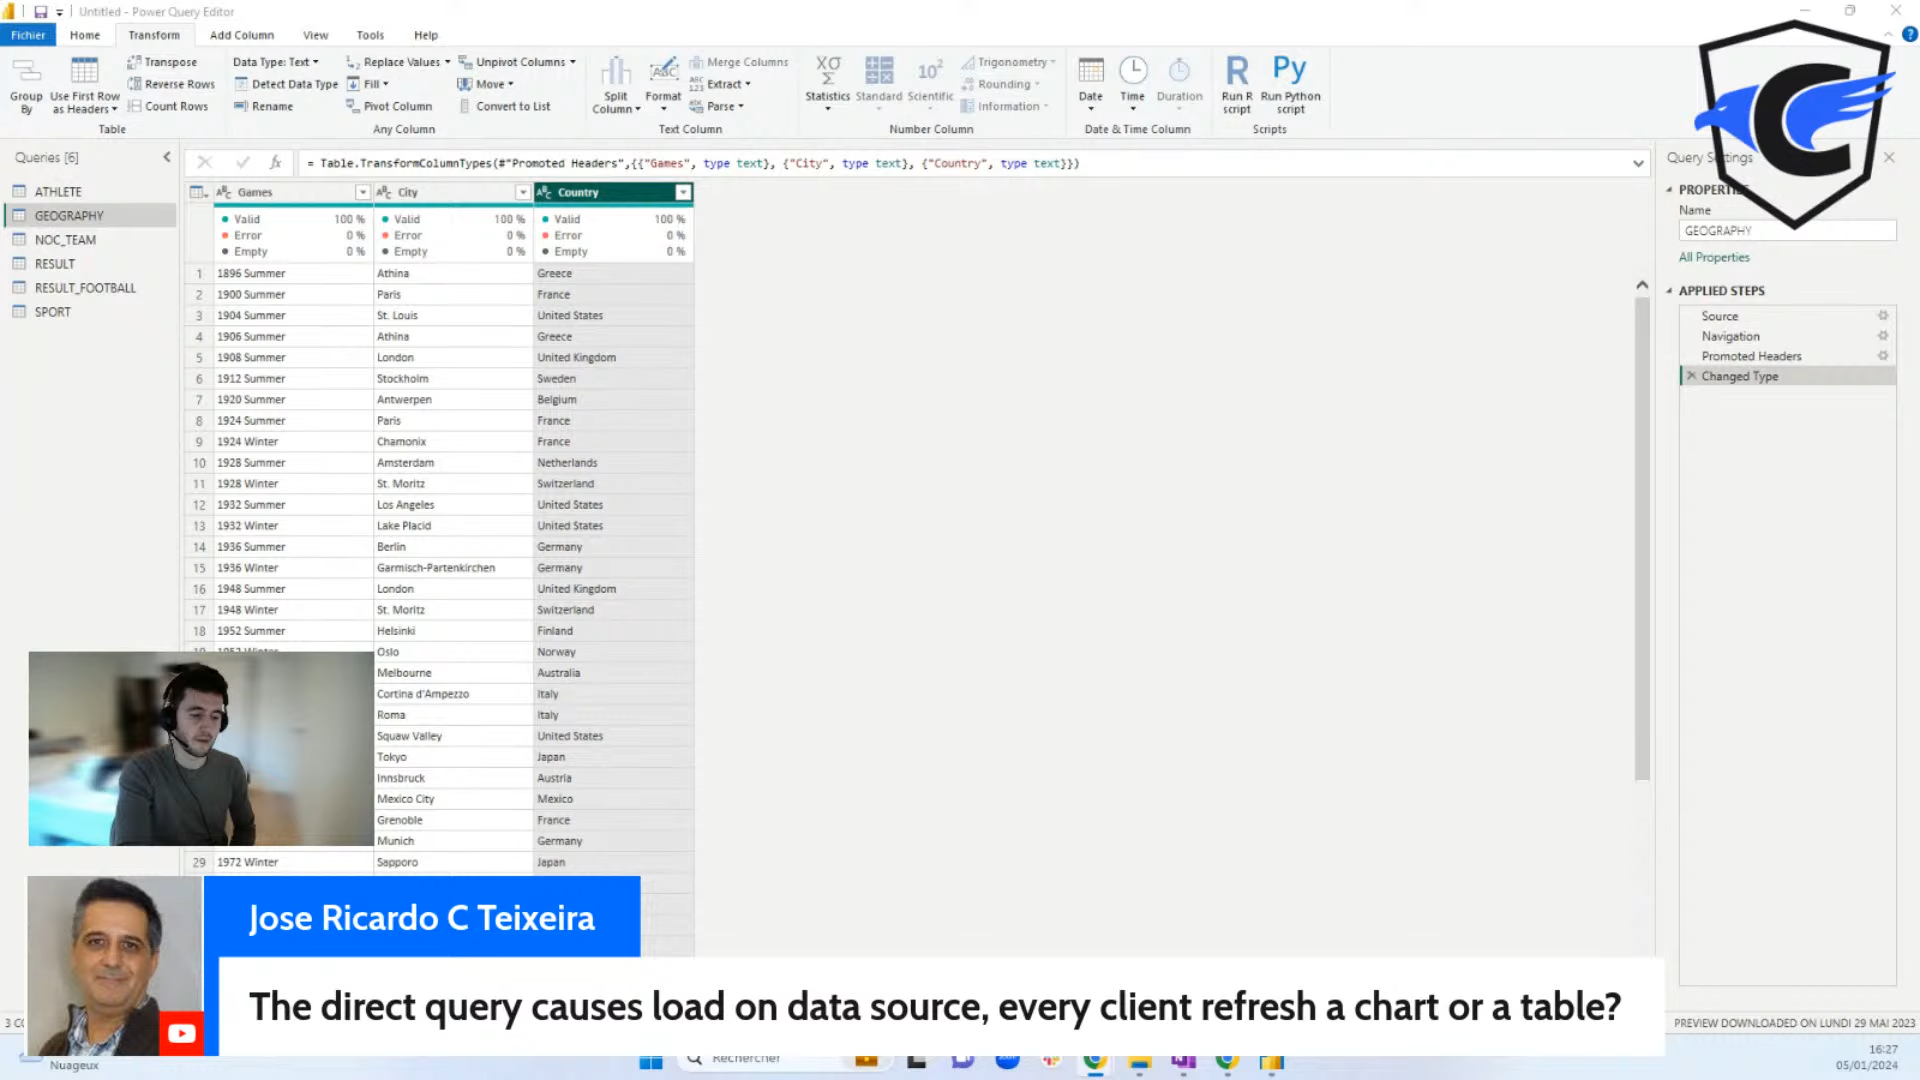 Untitled - Power Query Editor
Fichier Home Transform Add Column View Tools Help
Group By
Use First Row as Headers
Transpose
Reverse Rows
Count Rows
Table
Data Type: Text
Detect Data Type
Rename
Replace Values
Fill
Pivot Column
Unpivot Columns
Move
Convert to List
Any Column
Split Column
Format
Merge Columns
Extract
Parse
Text Column
Statistics
Standard
Scientific
Trigonometry
Rounding
Information
Number Column
Date
Time
Duration
Date & Time Column
Run R script
Run Python script
Scripts
Queries [6]
ATHLETE
GEOGRAPHY
NOC_TEAM
RESULT
RESULT_FOOTBALL
SPORT
= Table.TransformColumnTypes(#"Promoted Headers",{{"Games", type text}, {"City", type text}, {"Country", type text}})
Games City Country
Valid 100 % Valid 100 % Valid 100 %
Error 0 % Error 0 % Error 0 %
Empty 0 % Empty 0 % Empty 0 %
1 1896 Summer Athina Greece
2 1900 Summer Paris France
3 1904 Summer St. Louis United States
4 1906 Summer Athina Greece
5 1908 Summer London United Kingdom
6 1912 Summer Stockholm Sweden
7 1920 Summer Antwerpen Belgium
8 1924 Summer Paris France
9 1924 Winter Chamonix France
10 1928 Summer Amsterdam Netherlands
11 1928 Winter St. Moritz Switzerland
12 1932 Summer Los Angeles United States
13 1932 Winter Lake Placid United States
14 1936 Summer Berlin Germany
15 1936 Winter Garmisch-Partenkirchen Germany
16 1948 Summer London United Kingdom
17 1948 Winter St. Moritz Switzerland
18 1952 Summer Helsinki Finland
Oslo Norway
Melbourne Australia
Cortina d'Ampezzo Italy
Roma Italy
Squaw Valley United States
Tokyo Japan
Innsbruck Austria
Mexico City Mexico
Grenoble France
Munich Germany
29 1972 Winter Sapporo Japan
Query Settings
PROPERTIES
Name
GEOGRAPHY
All Properties
APPLIED STEPS
Source
Navigation
Promoted Headers
Changed Type
Jose Ricardo C Teixeira
The direct query causes load on data source, every client refresh a chart or a table?
PREVIEW DOWNLOADED ON LUNDI 29 MAI 2023
Nuageux
Rechercher
16:27
05/01/2024